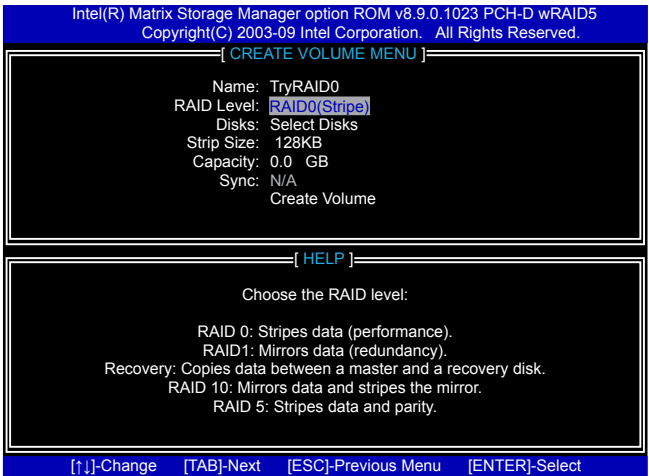 Intel(R) Matrix Storage Manager option ROM v8.9.0.1023 PCH-D wRAID5
Copyright(C) 2003-09 Intel Corporation. All Rights Reserved.
[ CREATE VOLUME MENU ]
Name: TryRAID0
RAID Level: RAID0(Stripe)
Disks: Select Disks
Strip Size: 128KB
Capacity: 0.0 GB
Sync: N/A
Create Volume
[ HELP ]
Choose the RAID level:
RAID 0: Stripes data (performance).
RAID1: Mirrors data (redundancy).
Recovery: Copies data between a master and a recovery disk.
RAID 10: Mirrors data and stripes the mirror.
RAID 5: Stripes data and parity.
[↑↓]-Change [TAB]-Next [ESC]-Previous Menu [ENTER]-Select